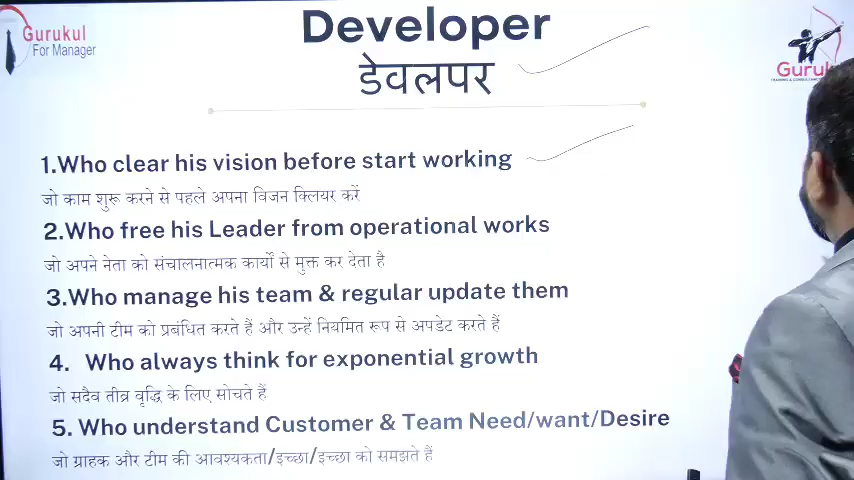 Gurukul
For Manager
Developer
डेवलपर
1.Who clear his vision before start working
जो काम शुरू करने से पहले अपना विजन क्लियर करें
2.Who free his Leader from operational works
जो अपने नेता को संचालनात्मक कार्यों से मुक्त कर देता है
3.Who manage his team & regular update them
जो अपनी टीम को प्रबंधित करते हैं और उन्हें नियमित रूप से अपडेट करते हैं
4. Who always think for exponential growth
जो सदैव तीव्र वृद्धि के लिए सोचते हैं
5. Who understand Customer & Team Need/want/Desire
जो ग्राहक और टीम की आवश्यकता/इच्छा/इच्छा को समझते हैं